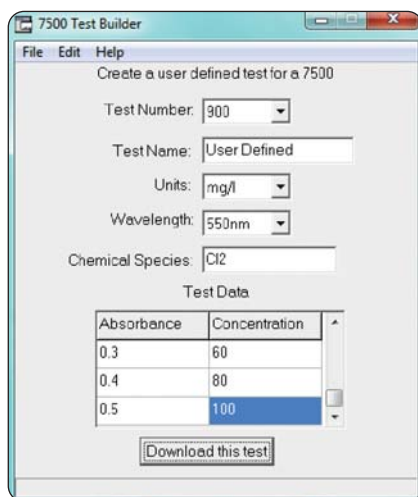 7500 Test Builder
File Edit Help
Create a user defined test for a 7500
Test Number: 900
Test Name: User Defined
Units: mg/l
Wavelength: 550nm
Chemical Species: Cl2
Test Data
Absorbance Concentration
0.3 60
0.4 80
0.5 100
Download this test